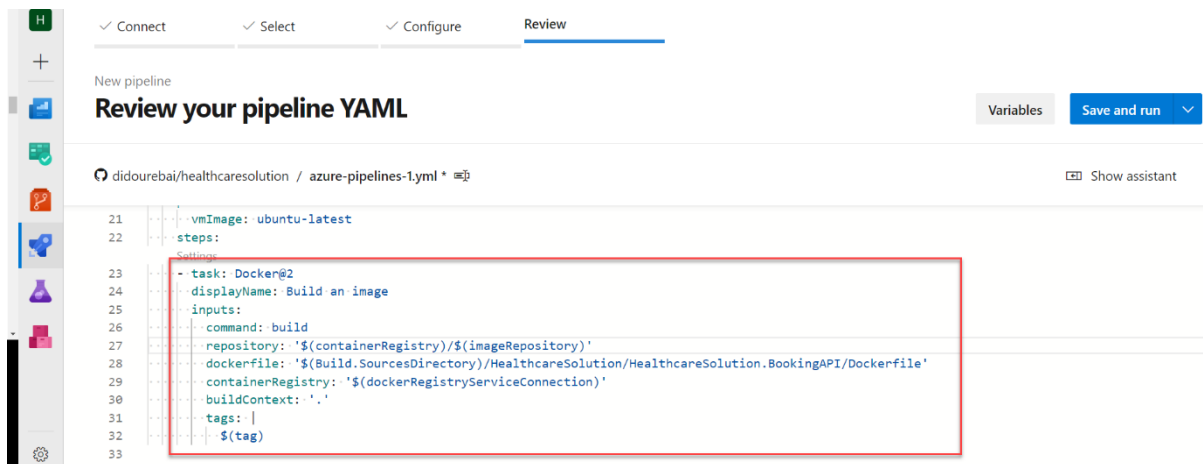 H
Connect
Select
Configure
Review
New pipeline
Review your pipeline YAML
Variables
Save and run
didourebai/healthcaresolution / azure-pipelines-1.yml *
Show assistant
21 vmImage: ubuntu-latest
22 steps:
Settings
23 - task: Docker@2
24 displayName: Build an image
25 inputs:
26 command: build
27 repository: '$(containerRegistry)/$(imageRepository)'
28 dockerfile: '$(Build.SourcesDirectory)/HealthcareSolution/HealthcareSolution.BookingAPI/Dockerfile'
29 containerRegistry: '$(dockerRegistryServiceConnection)'
30 buildContext: '.'
31 tags: |
32 $(tag)
33